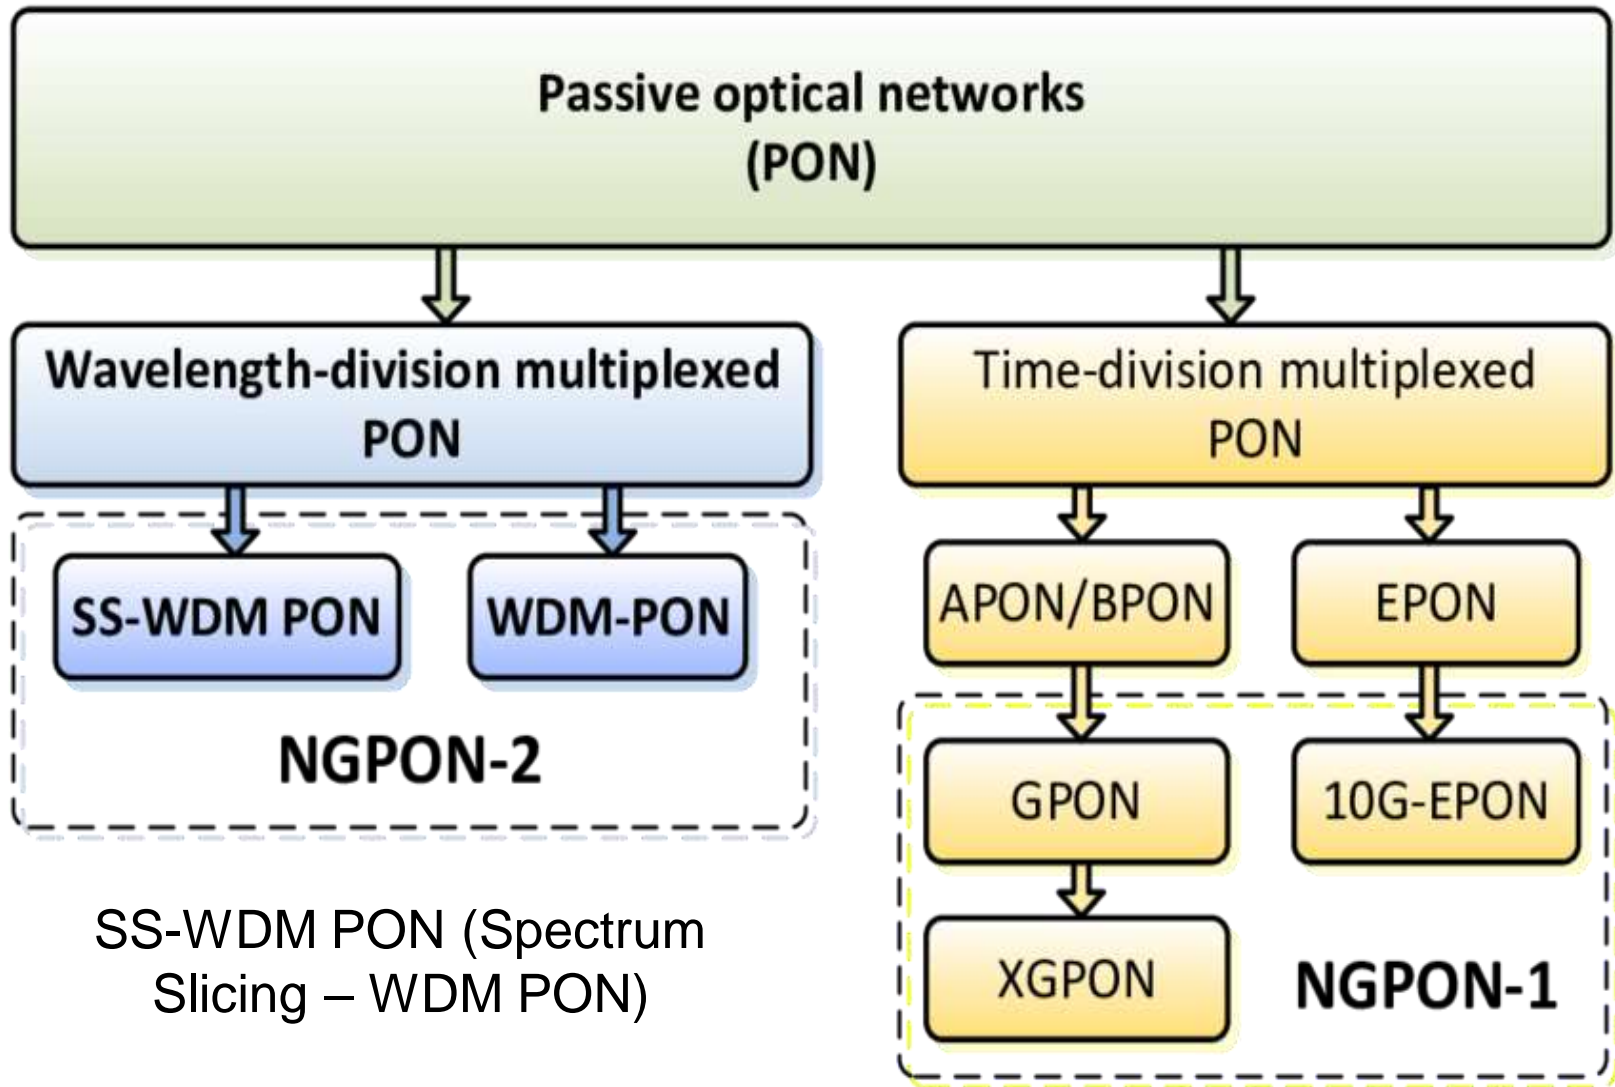 Passive optical networks
(PON)
Wavelength-division multiplexed
PON
Time-division multiplexed
PON
SS-WDM PON
WDM-PON
NGPON-2
APON/BPON
EPON
GPON
10G-EPON
XGPON
NGPON-1
SS-WDM PON (Spectrum
Slicing – WDM PON)